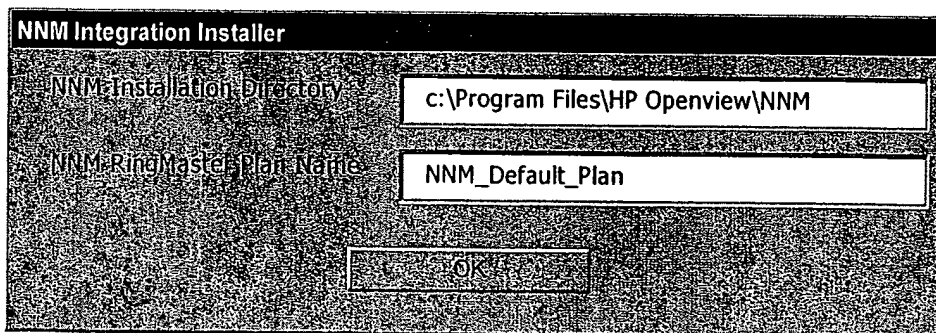 NNM Integration Installer
NNM Installation Directory
c:\Program Files\HP Openview\NNM
NNM RingMaster Plan Name
NNM_Default_Plan
OK